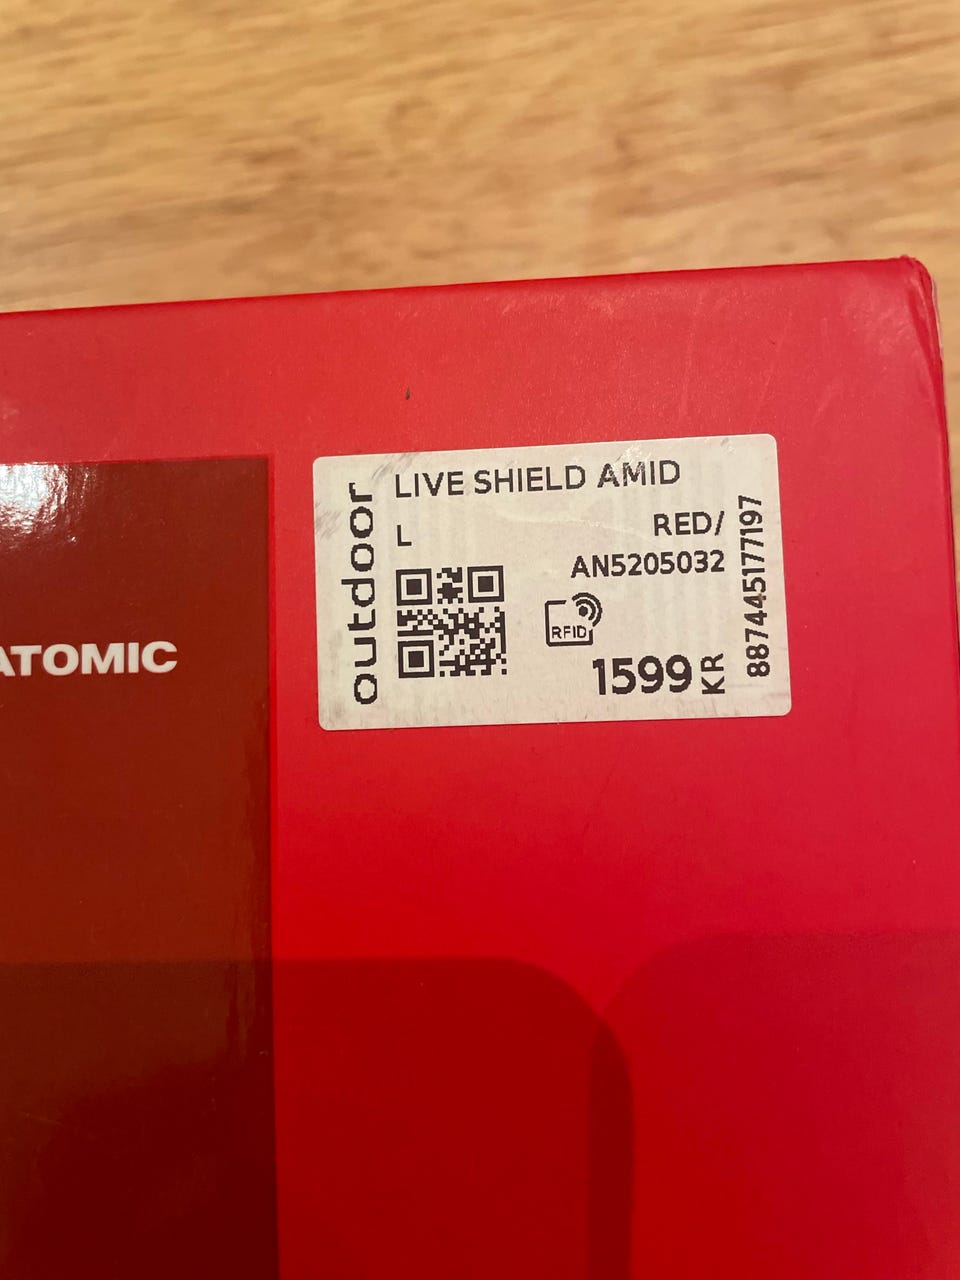 ATOMIC
outdoor
LIVE SHIELD AMID
L
RED/
AN5205032
RFID
1599 KR
887445177197